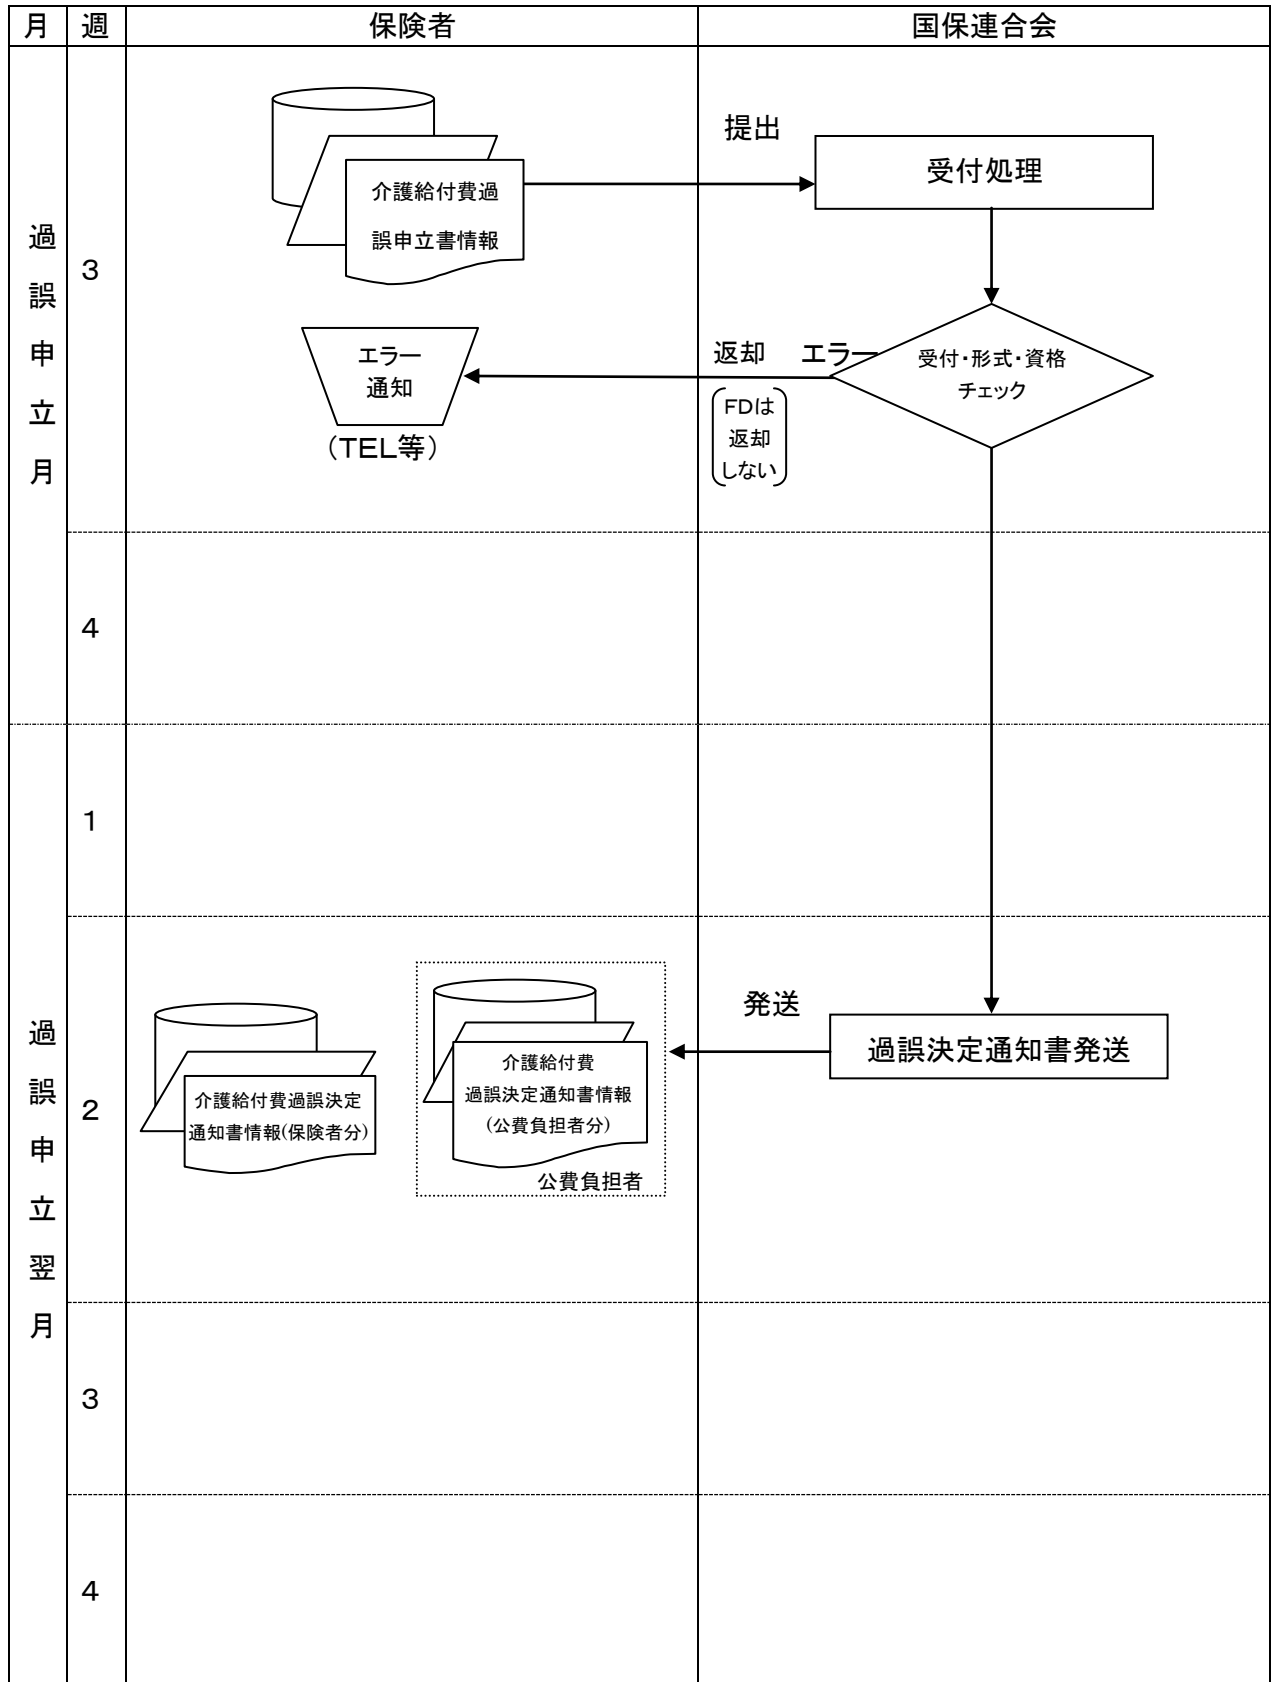 月 週 保険者 国保連合会
過誤申立月
3
介護給付費過
誤申立書情報
提出
受付処理
受付・形式・資格
チェック
エラー
返却
FDは
返却
しない
エラー
通知
（TEL等）
4
過誤申立翌月
1
2
介護給付費過誤決定
通知書情報(保険者分)
介護給付費
過誤決定通知書情報
(公費負担者分)
公費負担者
発送
過誤決定通知書発送
3
4